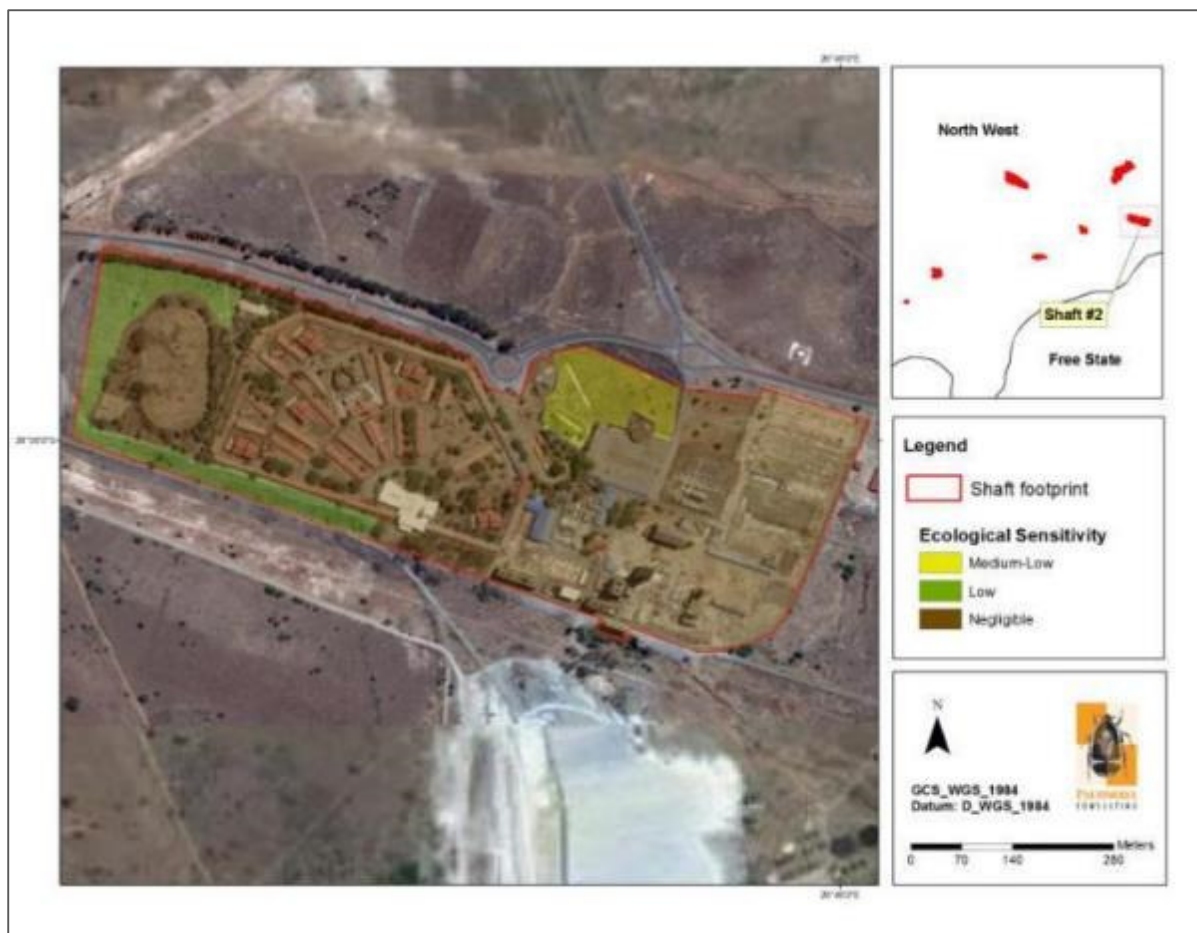 North West
Shaft #2
Free State
Legend
Shaft footprint
Ecological Sensitivity
Medium-Low
Low
Negligible
N
GCS_WGS_1984
Datum: D_WGS_1984
CONSULTING
Meters
0 70 140 280